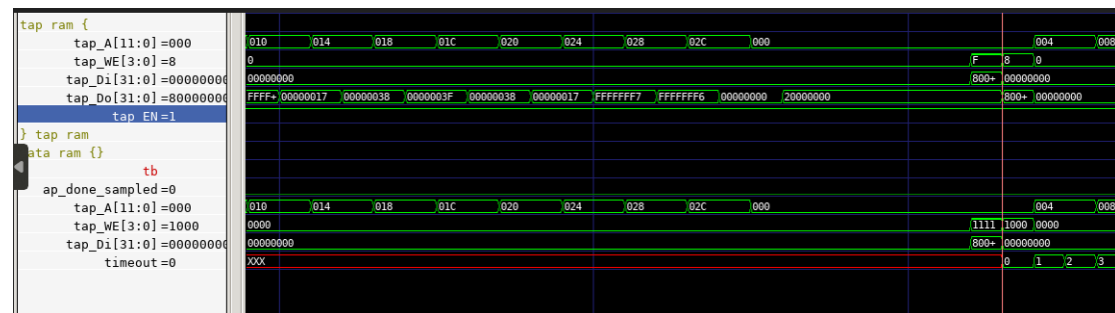 tap ram {
tap_A[11:0]=000 010 014 018 01C 020 024 028 02C 000 004 008
tap_WE[3:0]=8 0 F 8 0
tap_Di[31:0]=00000000 00000000 800+ 00000000
tap_Do[31:0]=80000000 FFFF+ 00000017 00000038 0000003F 00000038 00000017 FFFFFFF7 FFFFFFF6 00000000 20000000 800+ 00000000
tap EN=1
} tap ram
ata ram {}
tb
ap_done_sampled=0
tap_A[11:0]=000 010 014 018 01C 020 024 028 02C 000 004 008
tap_WE[3:0]=1000 0000 1111 1000 0000
tap_Di[31:0]=00000000 00000000 800+ 00000000
timeout=0 XXX 0 1 2 3